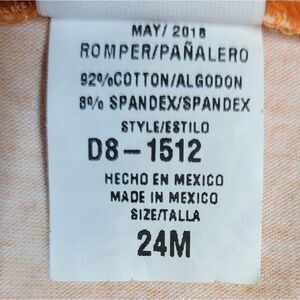 MAY/ 2018
ROMPER/PAÑALERO
92%COTTON/ALGODON
8% SPANDEX/SPANDEX
STYLE/ESTILO
D8-1512
HECHO EN MEXICO
MADE IN MEXICO
SIZE/TALLA
24M